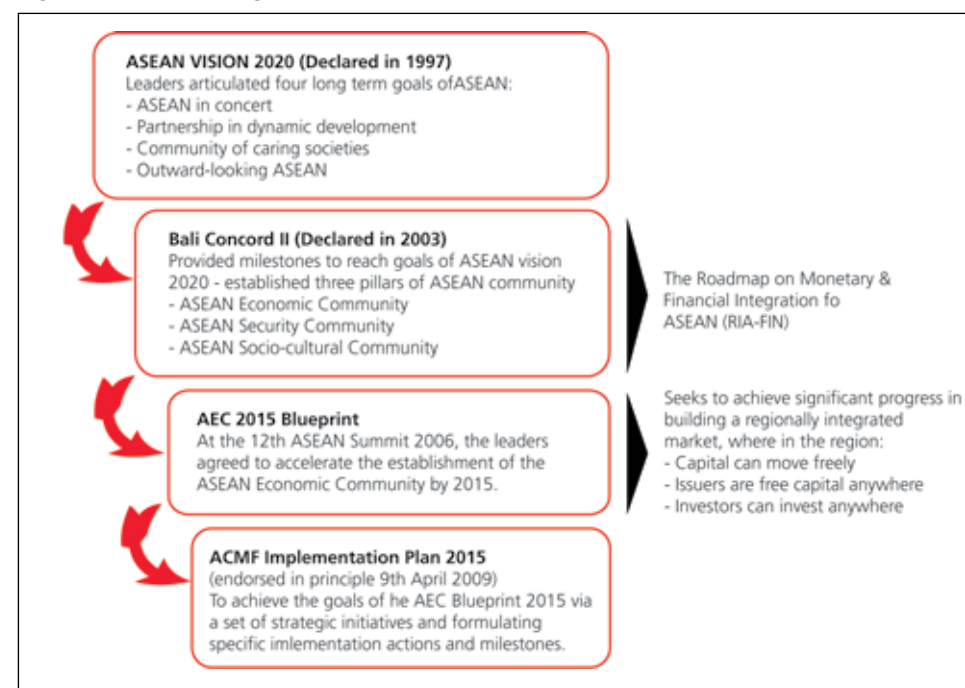 ASEAN VISION 2020 (Declared in 1997)
Leaders articulated four long term goals ofASEAN:
- ASEAN in concert
- Partnership in dynamic development
- Community of caring societies
- Outward-looking ASEAN
Bali Concord II (Declared in 2003)
Provided milestones to reach goals of ASEAN vision
2020 - established three pillars of ASEAN community
- ASEAN Economic Community
- ASEAN Security Community
- ASEAN Socio-cultural Community
The Roadmap on Monetary &
Financial Integration fo
ASEAN (RIA-FIN)
AEC 2015 Blueprint
At the 12th ASEAN Summit 2006, the leaders
agreed to accelerate the establishment of the
ASEAN Economic Community by 2015.
Seeks to achieve significant progress in
building a regionally integrated
market, where in the region:
- Capital can move freely
- Issuers are free capital anywhere
- Investors can invest anywhere
ACMF Implementation Plan 2015
(endorsed in principle 9th April 2009)
To achieve the goals of he AEC Blueprint 2015 via
a set of strategic initiatives and formulating
specific imlementation actions and milestones.